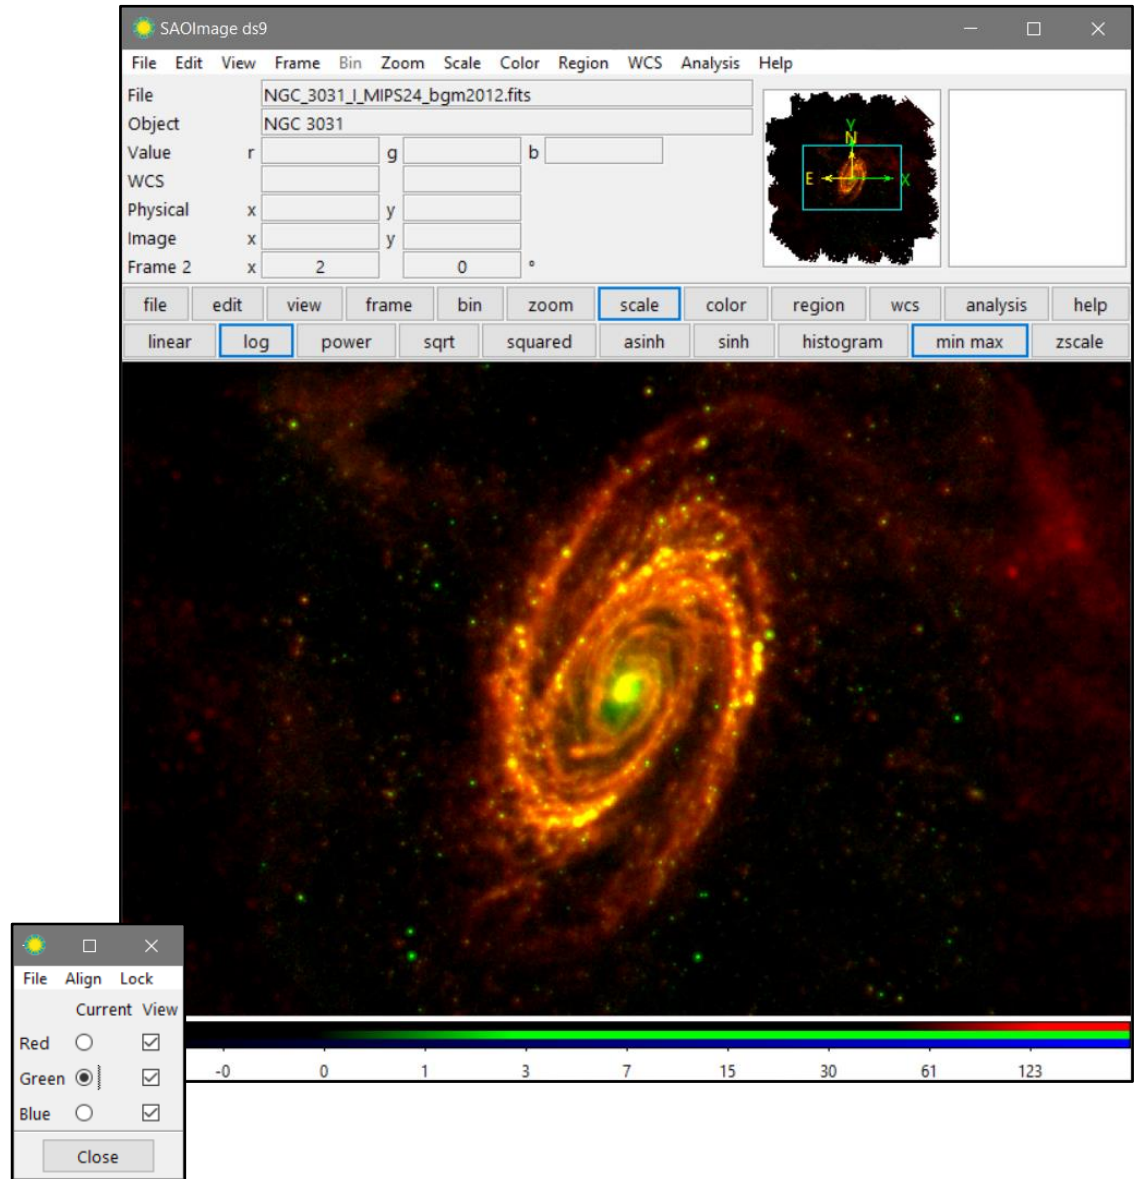 SAOImage ds9
File Edit View Frame Bin Zoom Scale Color Region WCS Analysis Help
File NGC_3031_I_MIPS24_bgm2012.fits
Object NGC 3031
Value r g b
WCS
Physical x y
Image x y
Frame 2 x 2 0 °
Y
N
E X
file edit view frame bin zoom scale color region wcs analysis help
linear log power sqrt squared asinh sinh histogram min max zscale
-0 0 1 3 7 15 30 61 123
File Align Lock
Current View
Red
Green
Blue
Close